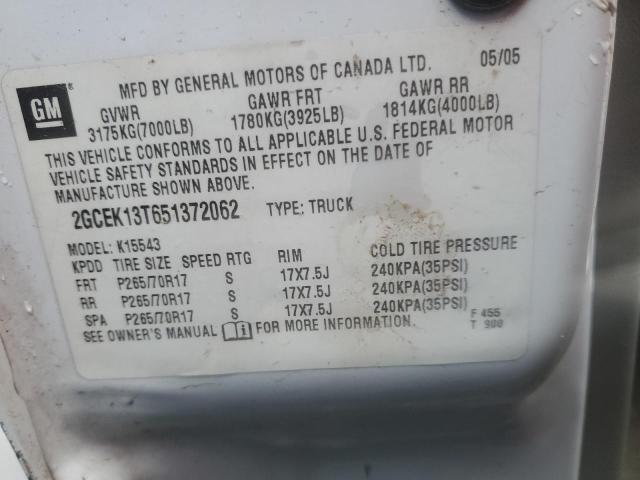 MFD BY GENERAL MOTORS OF CANADA LTD. 05/05
GM
GVWR GAWR FRT GAWR RR
3175KG(7000LB) 1780KG(3925LB) 1814KG(4000LB)
THIS VEHICLE CONFORMS TO ALL APPLICABLE U.S. FEDERAL MOTOR
VEHICLE SAFETY STANDARDS IN EFFECT ON THE DATE OF
MANUFACTURE SHOWN ABOVE.
2GCEK13T651372062 TYPE: TRUCK
MODEL: K15543
KPDD TIRE SIZE SPEED RTG RIM COLD TIRE PRESSURE
FRT P265/70R17 S 17X7.5J 240KPA(35PSI)
RR P265/70R17 S 17X7.5J 240KPA(35PSI)
SPA P265/70R17 S 17X7.5J 240KPA(35PSI)
SEE OWNER'S MANUAL FOR MORE INFORMATION. F 455
T 900